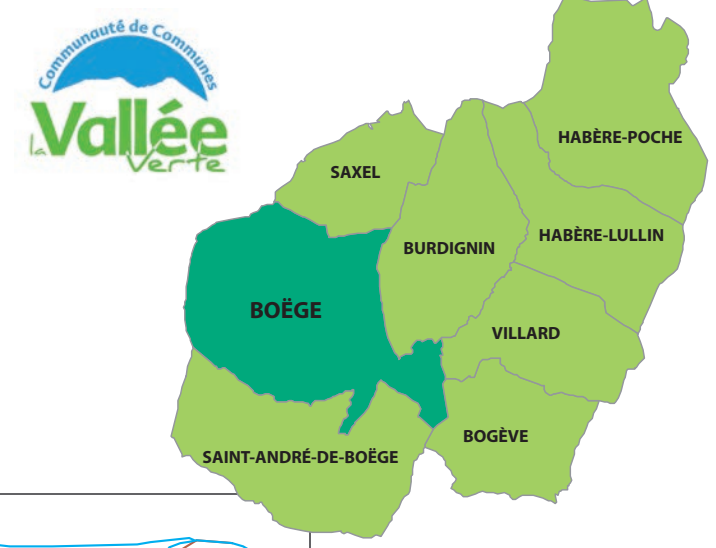 Communauté de Communes
la Vallée
Verte
HABÈRE-POCHE
SAXEL
HABÈRE-LULLIN
BURDIGNIN
BOËGE
VILLARD
BOGÈVE
SAINT-ANDRÉ-DE-BOËGE